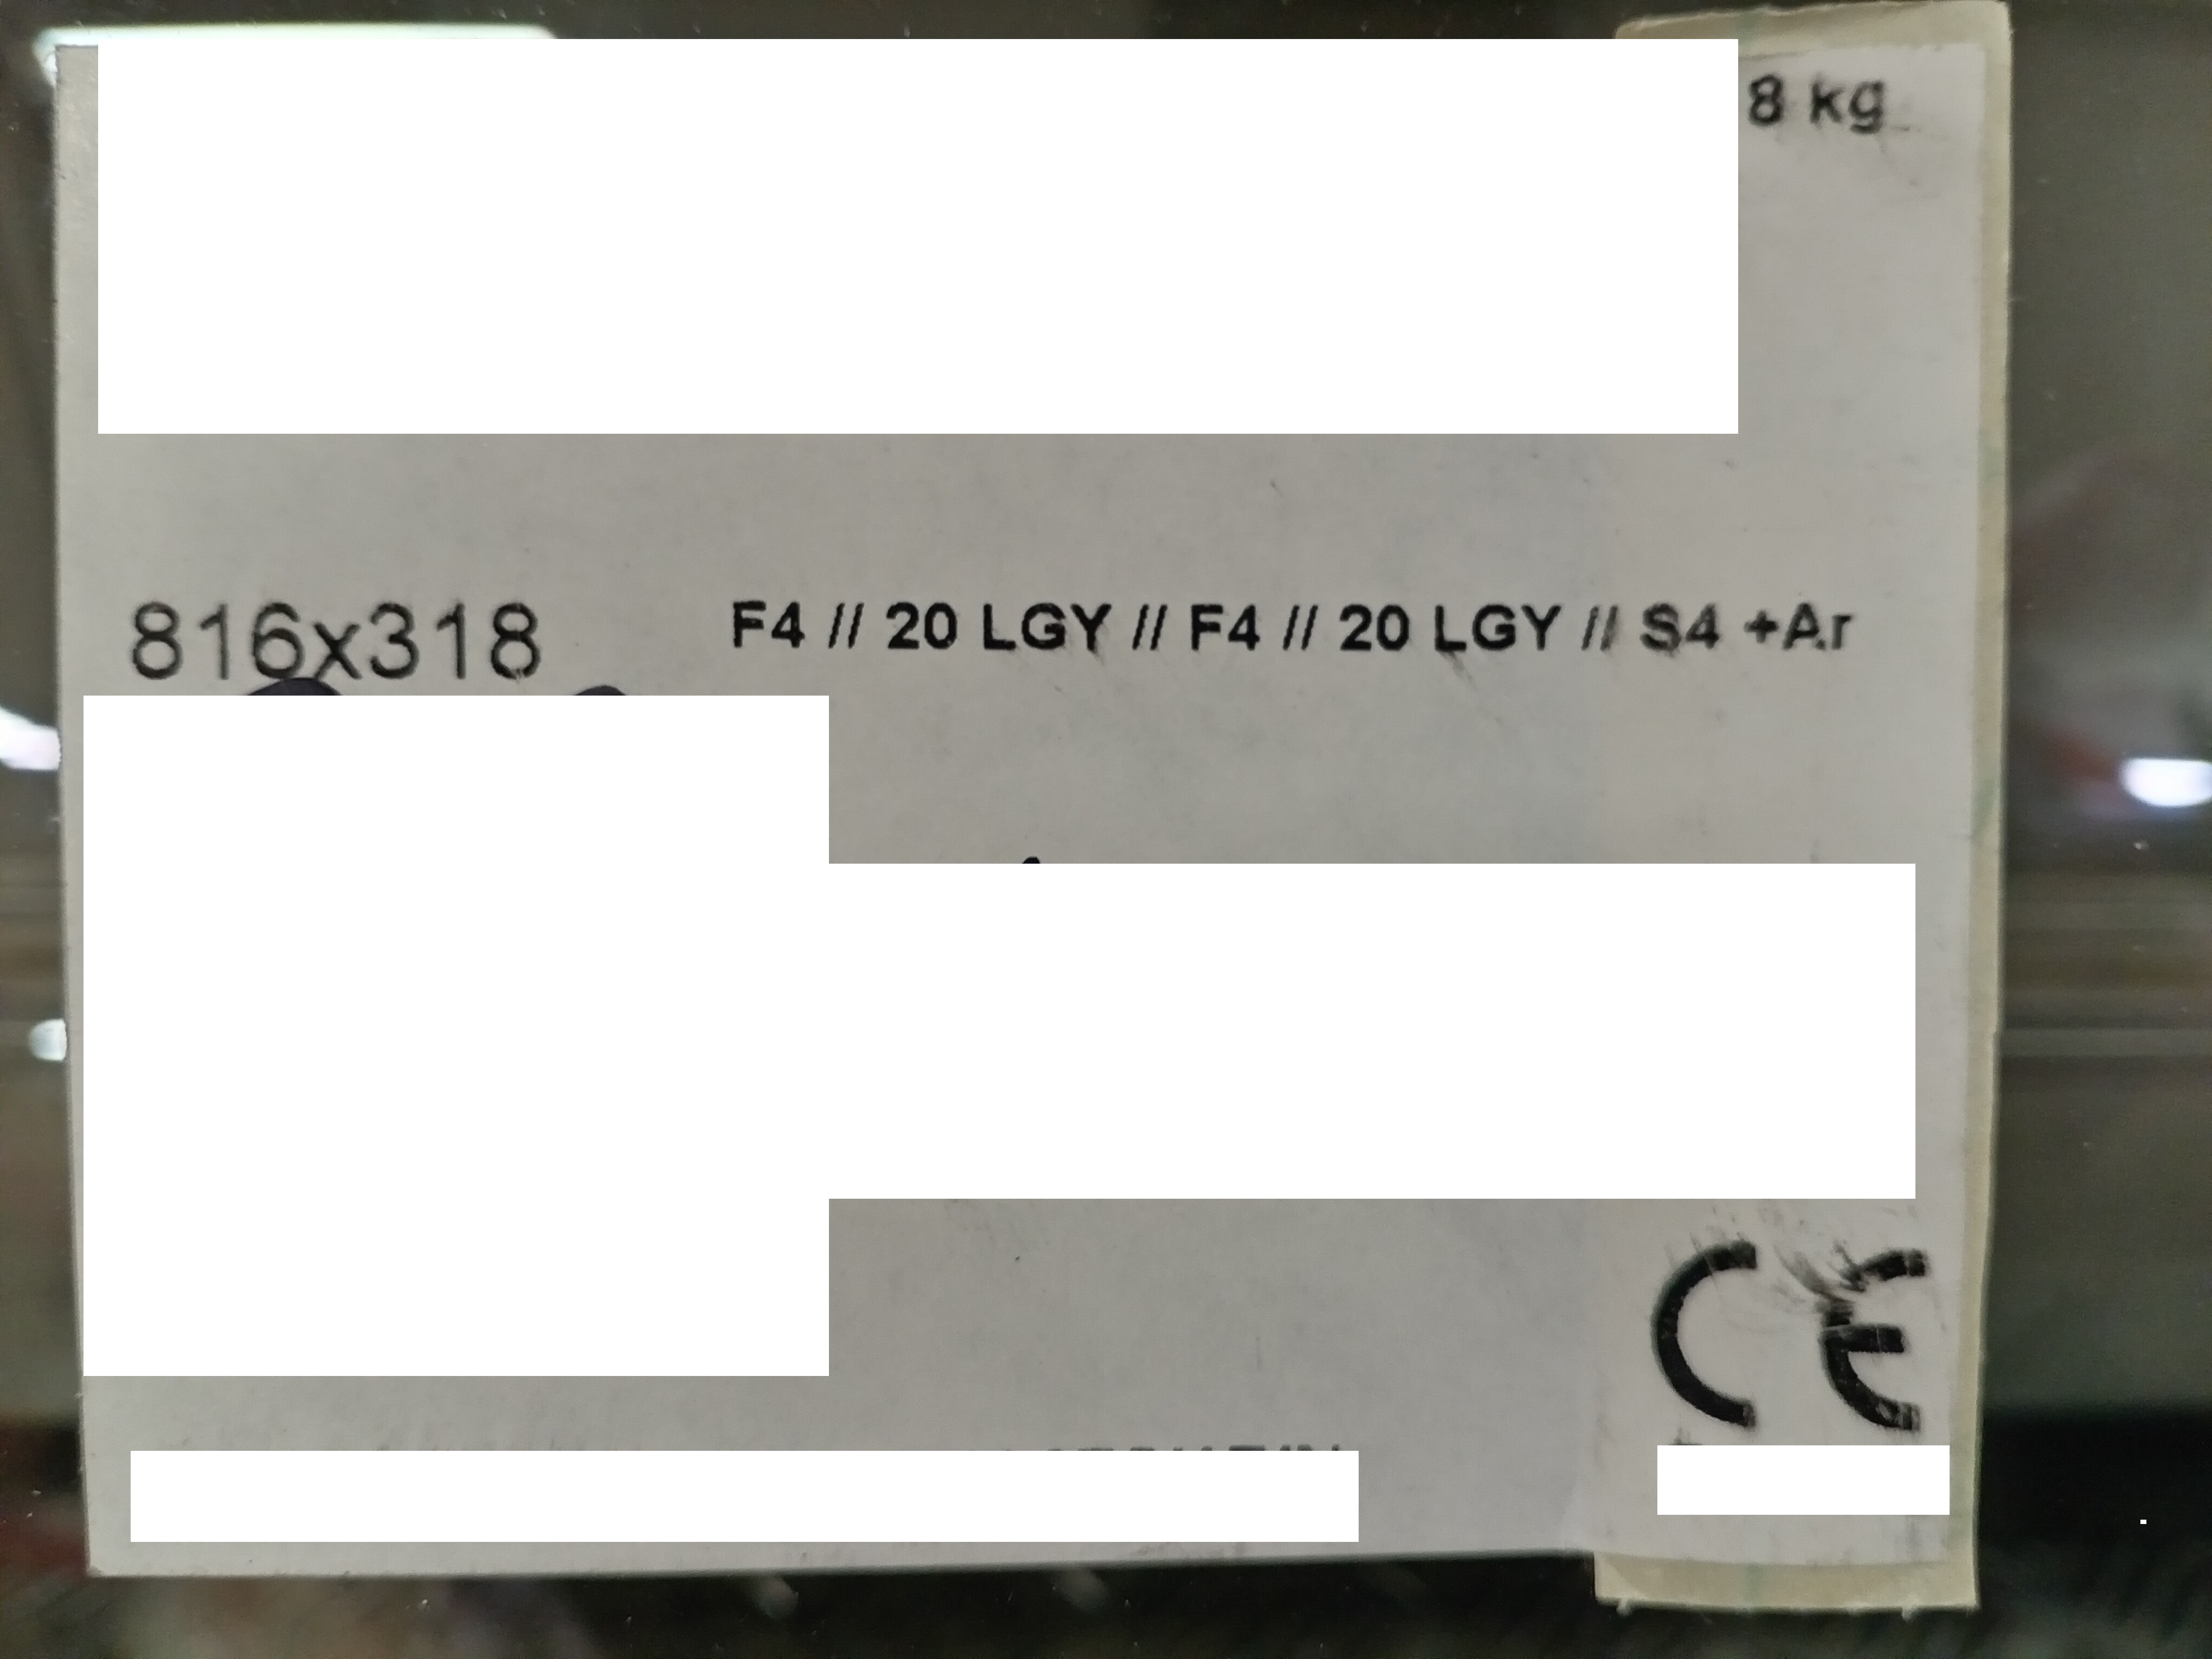 8 kg
816x318 F4 // 20 LGY // F4 // 20 LGY // S4 +Ar
CE